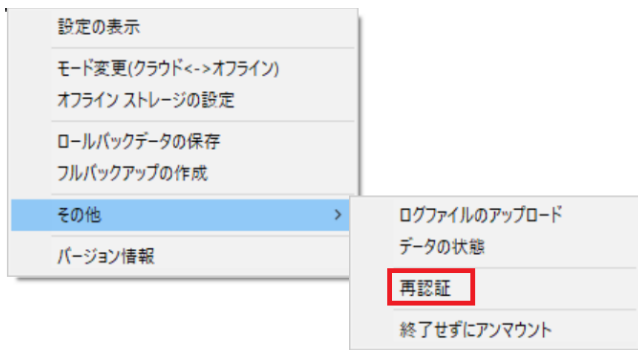 設定の表示
モード変更(クラウド<->オフライン)
オフライン ストレージの設定
ロールバックデータの保存
フルバックアップの作成
その他
バージョン情報
ログファイルのアップロード
データの状態
再認証
終了せずにアンマウント